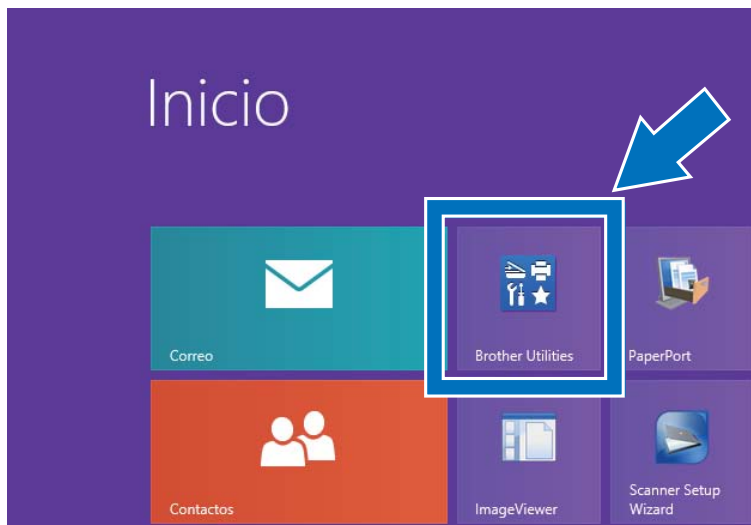 Inicio
Correo
Brother Utilities
PaperPort
Contactos
ImageViewer
Scanner Setup
Wizard